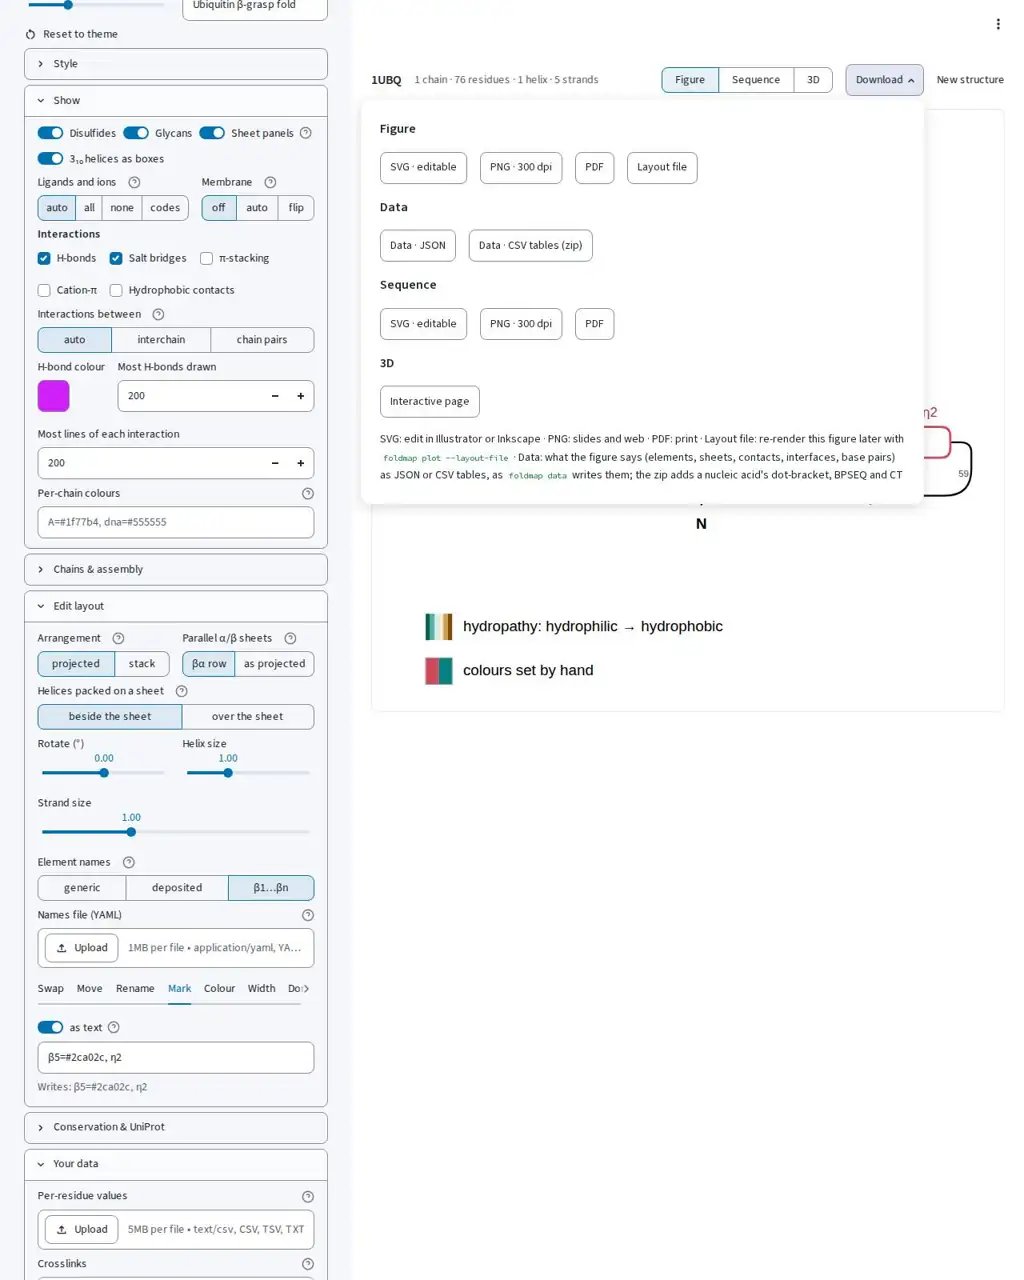 Ubiquitin β-grasp fold
Reset to theme
Style
Show
Disulfides
Glycans
Sheet panels
3₁₀ helices as boxes
Ligands and ions
Membrane
auto
all
none
codes
off
auto
flip
Interactions
H-bonds
Salt bridges
π-stacking
Cation-π
Hydrophobic contacts
Interactions between
auto
interchain
chain pairs
H-bond colour
Most H-bonds drawn
200
Most lines of each interaction
200
Per-chain colours
A=#1f77b4, dna=#555555
Chains & assembly
Edit layout
Arrangement
Parallel α/β sheets
projected
stack
βα row
as projected
Helices packed on a sheet
beside the sheet
over the sheet
Rotate (°)
Helix size
0.00
1.00
Strand size
1.00
Element names
generic
deposited
β1…βn
Names file (YAML)
Upload
1MB per file • application/yaml, YA…
Swap
Move
Rename
Mark
Colour
Width
Do
as text
β5=#2ca02c, η2
Writes: β5=#2ca02c, η2
Conservation & UniProt
Your data
Per-residue values
Upload
5MB per file • text/csv, CSV, TSV, TXT
Crosslinks
1UBQ
1 chain · 76 residues · 1 helix · 5 strands
Figure
Sequence
3D
Download
New structure
Figure
SVG · editable
PNG · 300 dpi
PDF
Layout file
Data
Data · JSON
Data · CSV tables (zip)
Sequence
SVG · editable
PNG · 300 dpi
PDF
3D
Interactive page
SVG: edit in Illustrator or Inkscape · PNG: slides and web · PDF: print · Layout file: re-render this figure later with
foldmap plot --layout-file · Data: what the figure says (elements, sheets, contacts, interfaces, base pairs)
as JSON or CSV tables, as foldmap data writes them; the zip adds a nucleic acid's dot-bracket, BPSEQ and CT
η2
59
N
hydropathy: hydrophilic → hydrophobic
colours set by hand